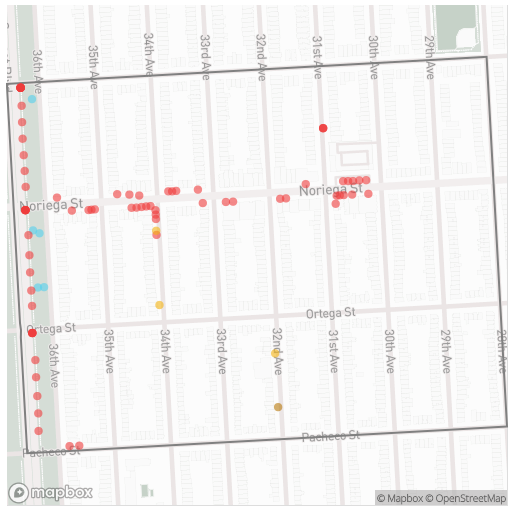 36th Ave
35th Ave
34th Ave
33rd Ave
32nd Ave
31st Ave
30th Ave
29th Ave
Noriega St
Noriega St
Ortega St
Ortega St
36th Ave
35th Ave
34th Ave
33rd Ave
32nd Ave
31st Ave
30th Ave
29th Ave
28th Ave
Pacheco St
Pacheco St
mapbox
© Mapbox © OpenStreetMap